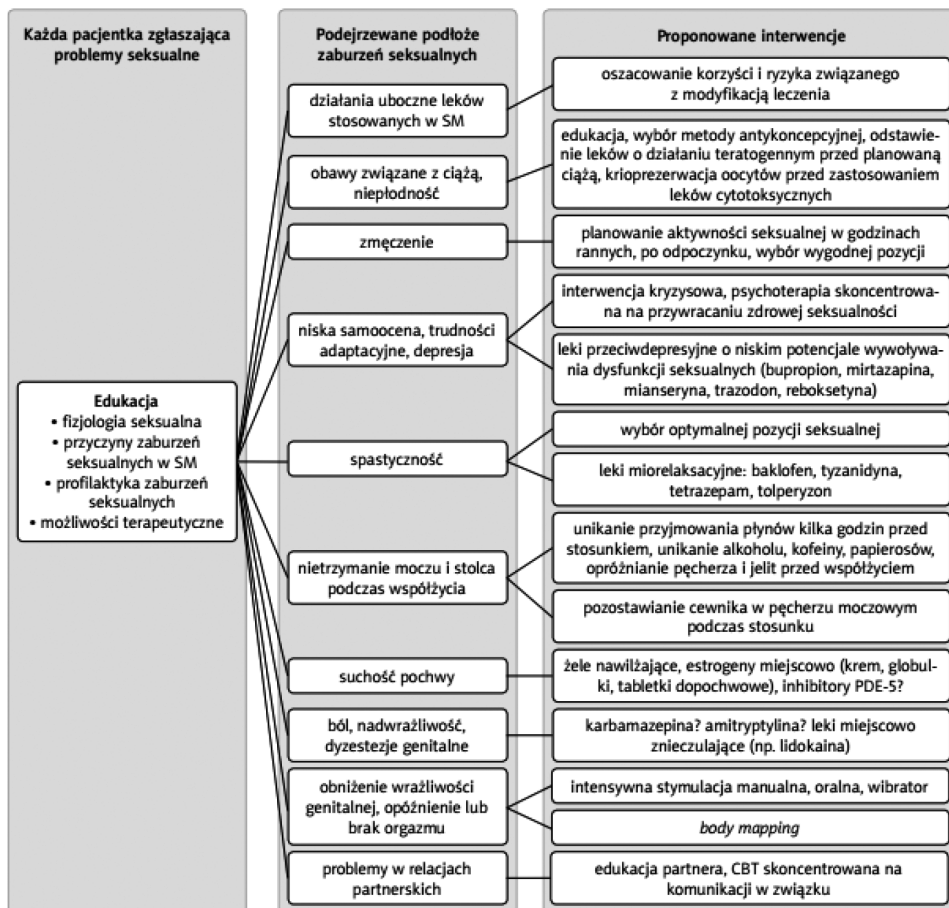 Każda pacjentka zgłaszająca
problemy seksualne
Podejrzewane podłoże
zaburzeń seksualnych
Proponowane interwencje
Edukacja
• fizjologia seksualna
• przyczyny zaburzeń
seksualnych w SM
• profilaktyka zaburzeń
seksualnych
• możliwości terapeutyczne
działania uboczne leków
stosowanych w SM
oszacowanie korzyści i ryzyka związanego
z modyfikacją leczenia
obawy związane z ciążą,
niepłodność
edukacja, wybór metody antykoncepcyjnej, odstawie-
nie leków o działaniu teratogennym przed planowaną
ciążą, krioprezerwacja oocytów przed zastosowaniem
leków cytotoksycznych
zmęczenie
planowanie aktywności seksualnej w godzinach
rannych, po odpoczynku, wybór wygodnej pozycji
niska samoocena, trudności
adaptacyjne, depresja
interwencja kryzysowa, psychoterapia skoncentrowa-
na na przywracaniu zdrowej seksualności
leki przeciwdepresyjne o niskim potencjale wywoływa-
nia dysfunkcji seksualnych (bupropion, mirtazapina,
mianseryna, trazodon, reboksetyna)
spastyczność
wybór optymalnej pozycji seksualnej
leki miorelaksacyjne: baklofen, tyzanidyna,
tetrazepam, tolperyzon
nietrzymanie moczu i stolca
podczas współżycia
unikanie przyjmowania płynów kilka godzin przed
stosunkiem, unikanie alkoholu, kofeiny, papierosów,
opróżnianie pęcherza i jelit przed współżyciem
pozostawianie cewnika w pęcherzu moczowym
podczas stosunku
suchość pochwy
żele nawilżające, estrogeny miejscowo (krem, globul-
ki, tabletki dopochwowe), inhibitory PDE-5?
ból, nadwrażliwość,
dyzestezje genitalne
karbamazepina? amitryptylina? leki miejscowo
znieczulające (np. lidokaina)
obniżenie wrażliwości
genitalnej, opóźnienie lub
brak orgazmu
intensywna stymulacja manualna, oralna, wibrator
body mapping
problemy w relacjach
partnerskich
edukacja partnera, CBT skoncentrowana na
komunikacji w związku